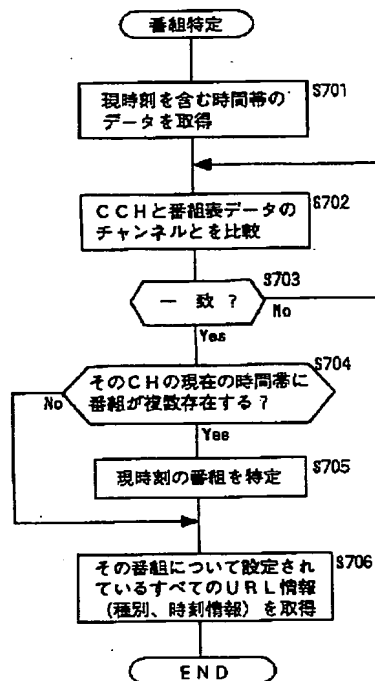 番組特定
現時刻を含む時間帯の
データを取得
S701
CCHと番組表データの
チャンネルとを比較
S702
一 致 ?
S703
No
Yes
そのCHの現在の時間帯に
番組が複数存在する?
S704
No
Yes
現時刻の番組を特定
S705
その番組について設定され
ているすべてのURL情報
(種別、時刻情報)を取得
S706
END